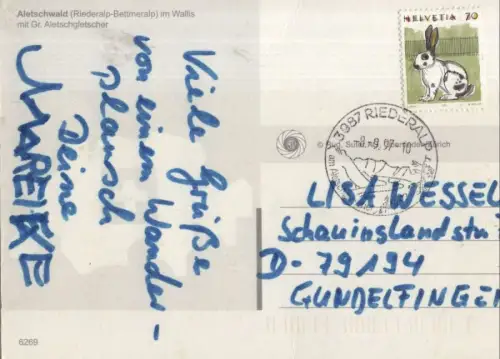 Aletschwald (Riederalp-Bettmeralp) im Wallis
mit Gr. Aletschgletscher
Viele Grüße
von einem Wander-
plausch
Deine
MAREIKE
HELVETIA 70
3987 RIEDERALP
LISA WESSEL
Schauinslandstr
D-79194
GUNDELFINGEN
6269